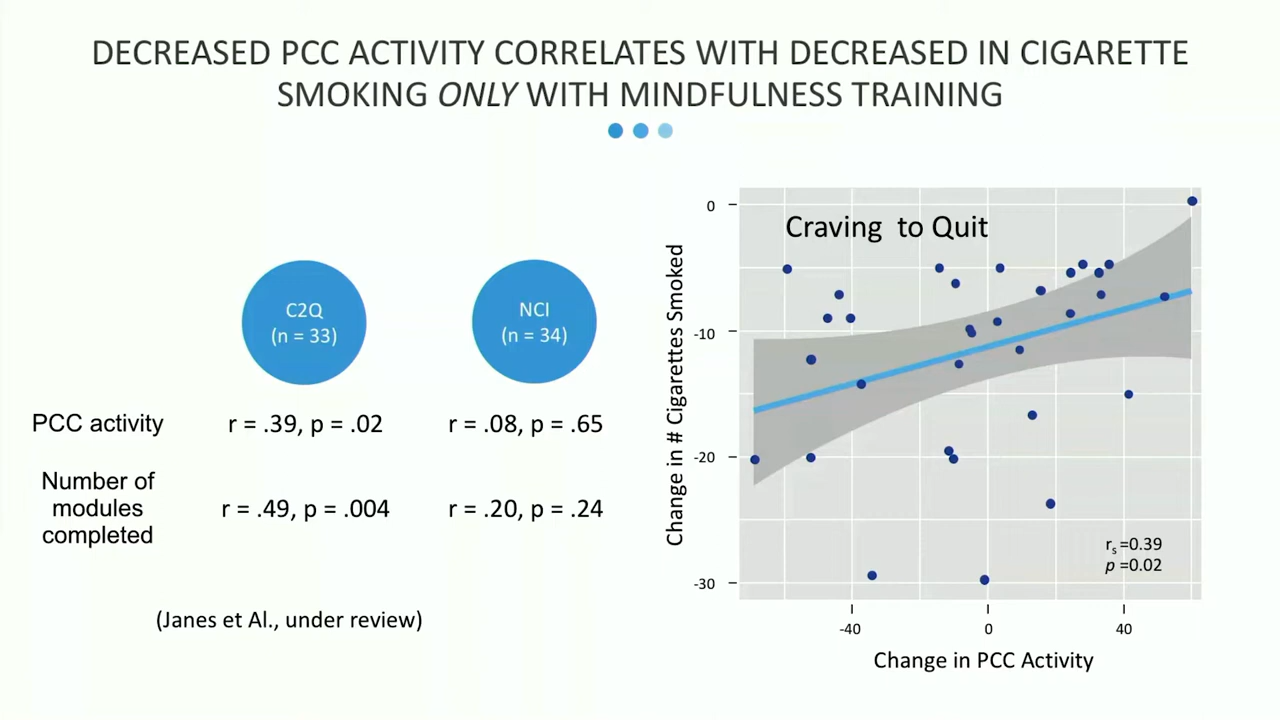 DECREASED PCC ACTIVITY CORRELATES WITH DECREASED IN CIGARETTE
SMOKING ONLY WITH MINDFULNESS TRAINING
C2Q
(n = 33)
NCI
(n = 34)
PCC activity
r = .39, p = .02
r = .08, p = .65
Number of
modules
completed
r = .49, p = .004
r = .20, p = .24
(Janes et Al., under review)
Craving to Quit
Change in # Cigarettes Smoked
0
-10
-20
-30
rs=0.39
p =0.02
-40
0
40
Change in PCC Activity